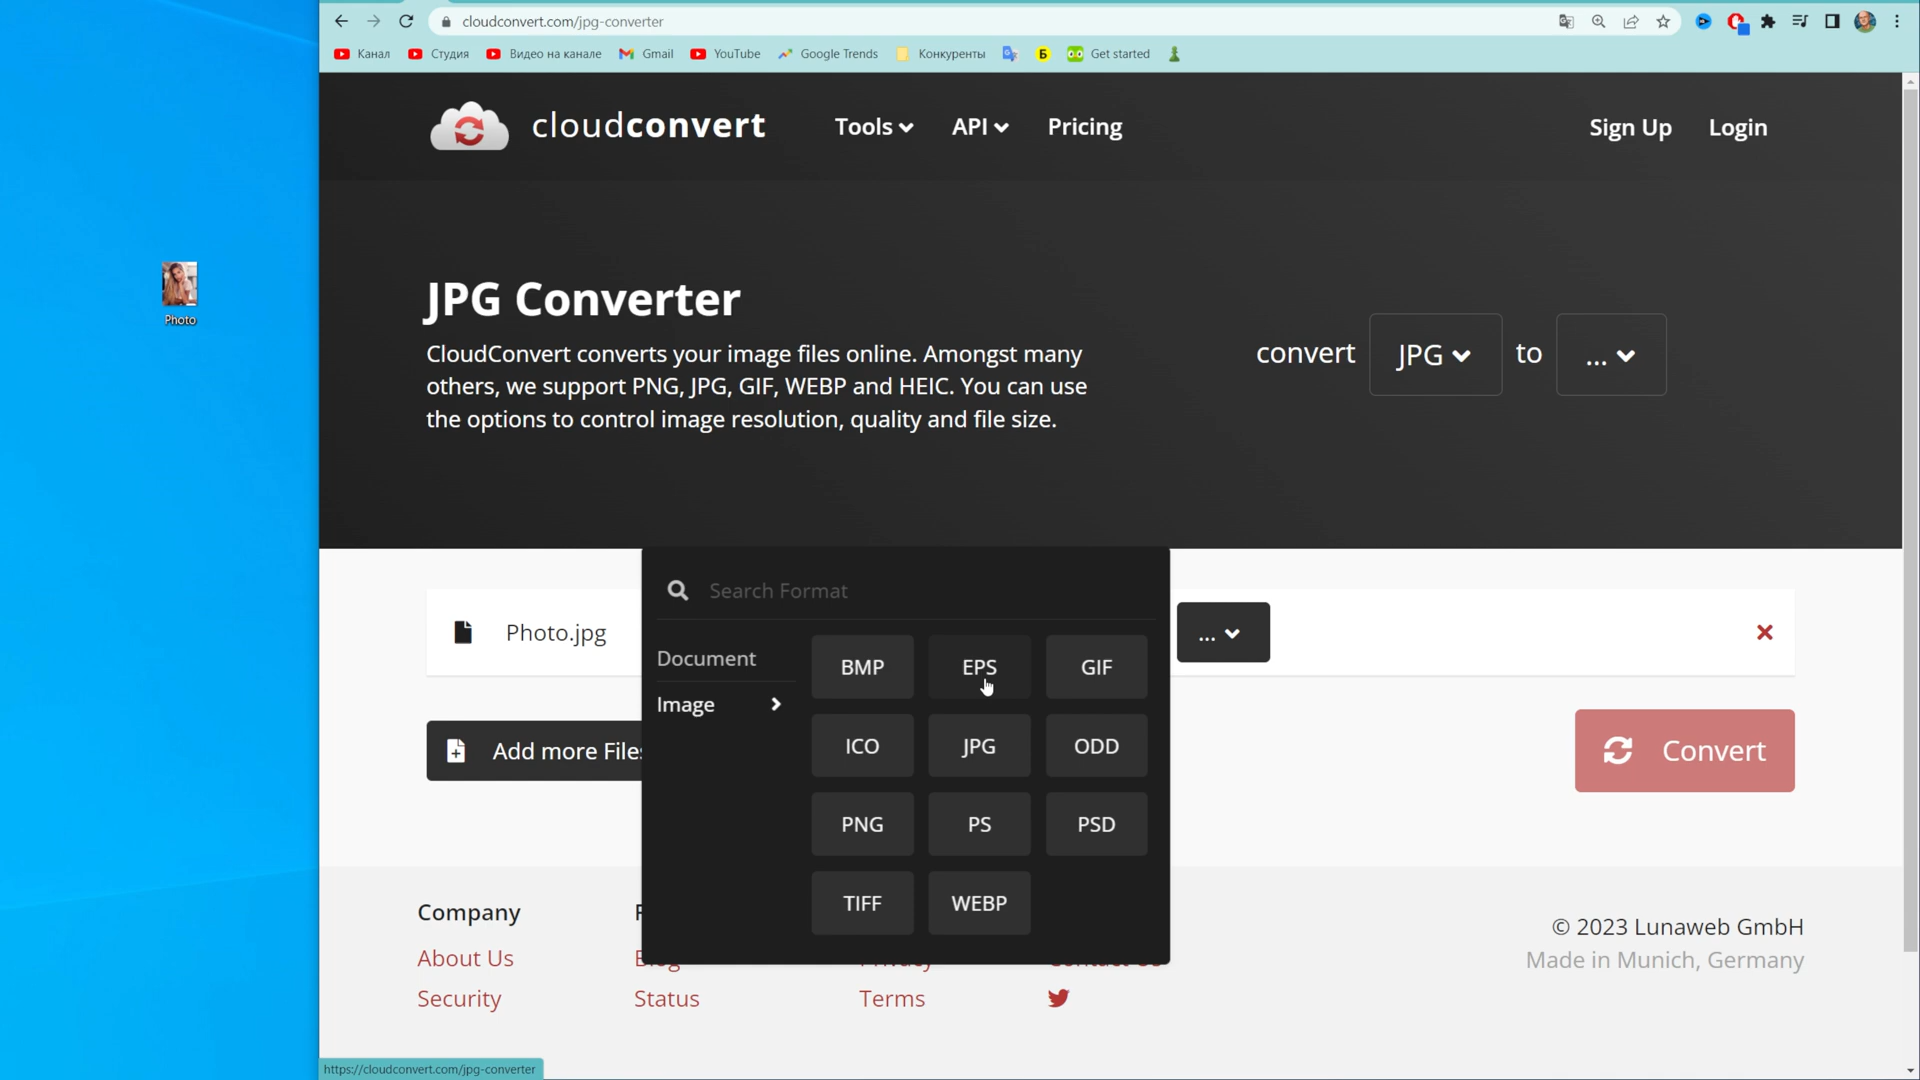 cloudconvert.com/jpg-converter
Канал
Студия
Видео на канале
Gmail
YouTube
Google Trends
Конкуренты
Б
Get started
cloudconvert
Tools
API
Pricing
Sign Up
Login
Photo
JPG Converter
CloudConvert converts your image files online. Amongst many
others, we support PNG, JPG, GIF, WEBP and HEIC. You can use
the options to control image resolution, quality and file size.
convert
JPG
to
...
Search Format
Photo.jpg
...
Document
Image
BMP
EPS
GIF
ICO
JPG
ODD
PNG
PS
PSD
TIFF
WEBP
Add more Files
Convert
Company
About Us
Security
Blog
Status
Privacy
Terms
Contact Us
© 2023 Lunaweb GmbH
Made in Munich, Germany
https://cloudconvert.com/jpg-converter